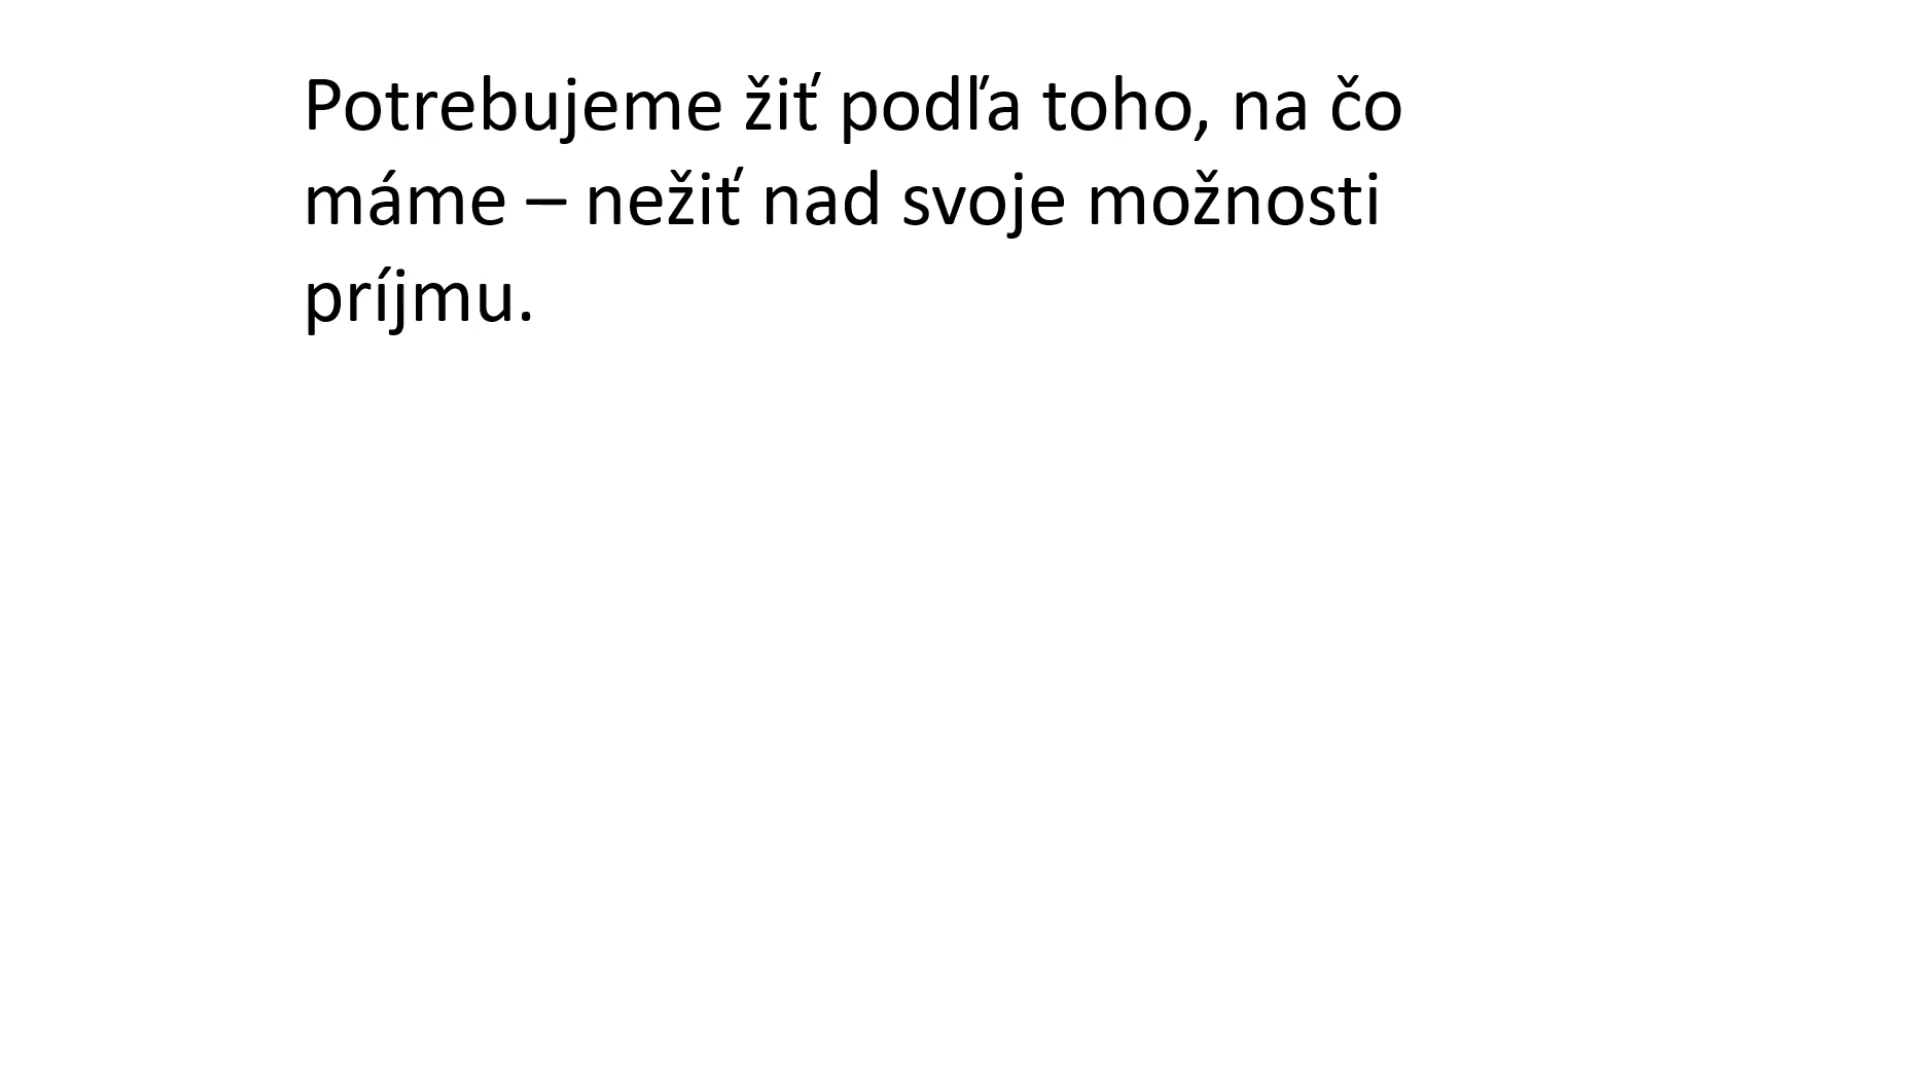 Potrebujeme žiť podľa toho, na čo
máme – nežiť nad svoje možnosti
príjmu.